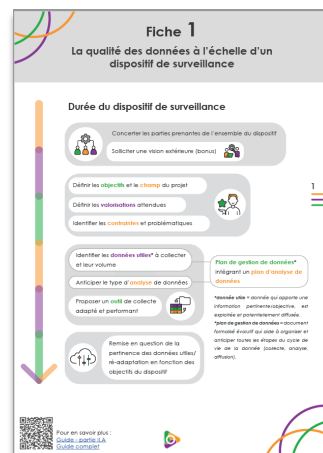 Fiche 1
La qualité des données à l'échelle d'un
dispositif de surveillance
Durée du dispositif de surveillance
Concerter les parties prenantes de l'ensemble du dispositif
Solliciter une vision extérieure (bonus)
Définir les objectifs et le champ du projet
Définir les valorisations attendues
Identifier les contraintes et problématiques
1
Identifier les données utiles* à collecter
et leur volume
Anticiper le type d'analyse de données
Proposer un outil de collecte
adapté et performant
Plan de gestion de données*
intégrant un plan d'analyse de
données
*donnée utile = donnée qui apporte une
information pertinente/objective, est
exploitée et potentiellement diffusée.
*plan de gestion de données = document
formalisé évolutif qui aide à organiser et
anticiper toutes les étapes du cycle de
vie de la donnée (collecte, analyse,
diffusion).
Remise en question de la
pertinence des données utiles/
ré-adaptation en fonction des
objectifs du dispositif
Pour en savoir plus :
Guide - partie II.A
Guide complet